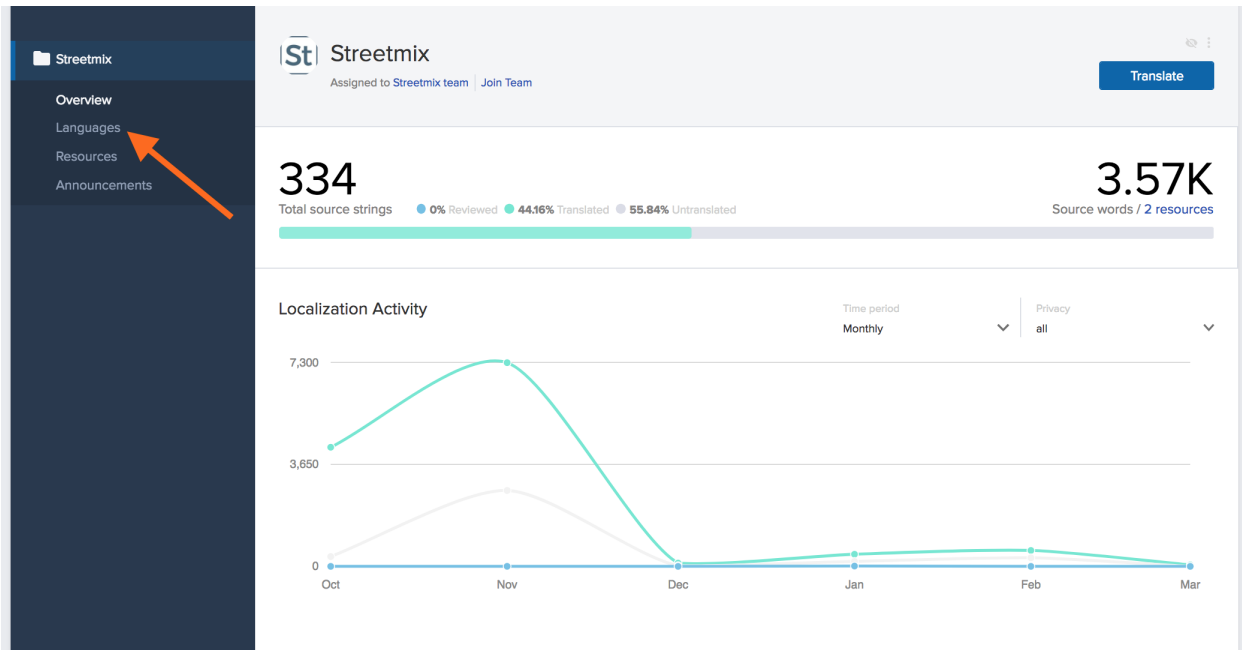 Streetmix
Overview
Languages
Resources
Announcements
St
Streetmix
Assigned to Streetmix team Join Team
Translate
334
Total source strings 0% Reviewed 44.16% Translated 55.84% Untranslated
3.57K
Source words / 2 resources
Localization Activity
Time period
Monthly
Privacy
all
7,300
3,650
0
Oct Nov Dec Jan Feb Mar